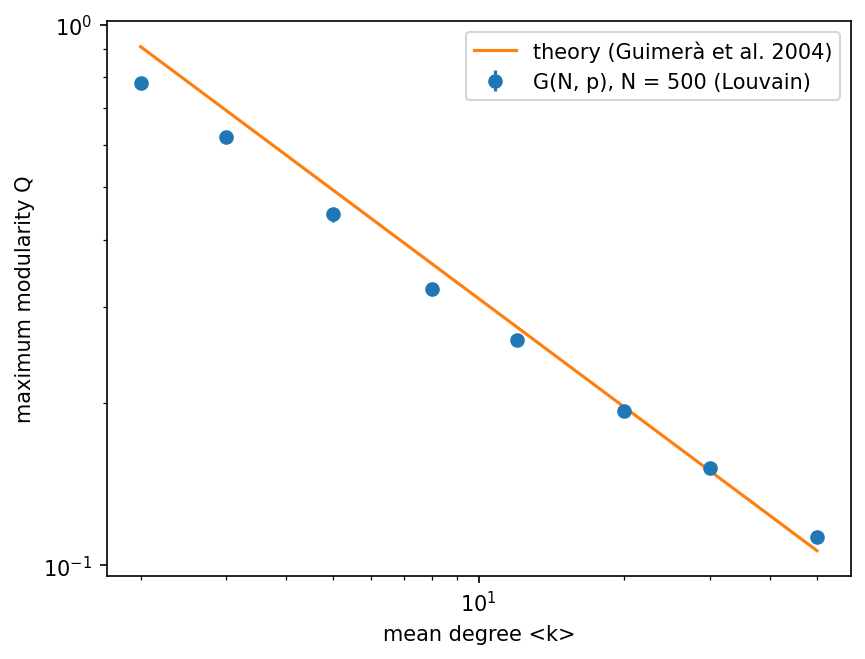 10⁰
theory (Guimerà et al. 2004)
G(N, p), N = 500 (Louvain)
maximum modularity Q
10⁻¹
10¹
mean degree <k>